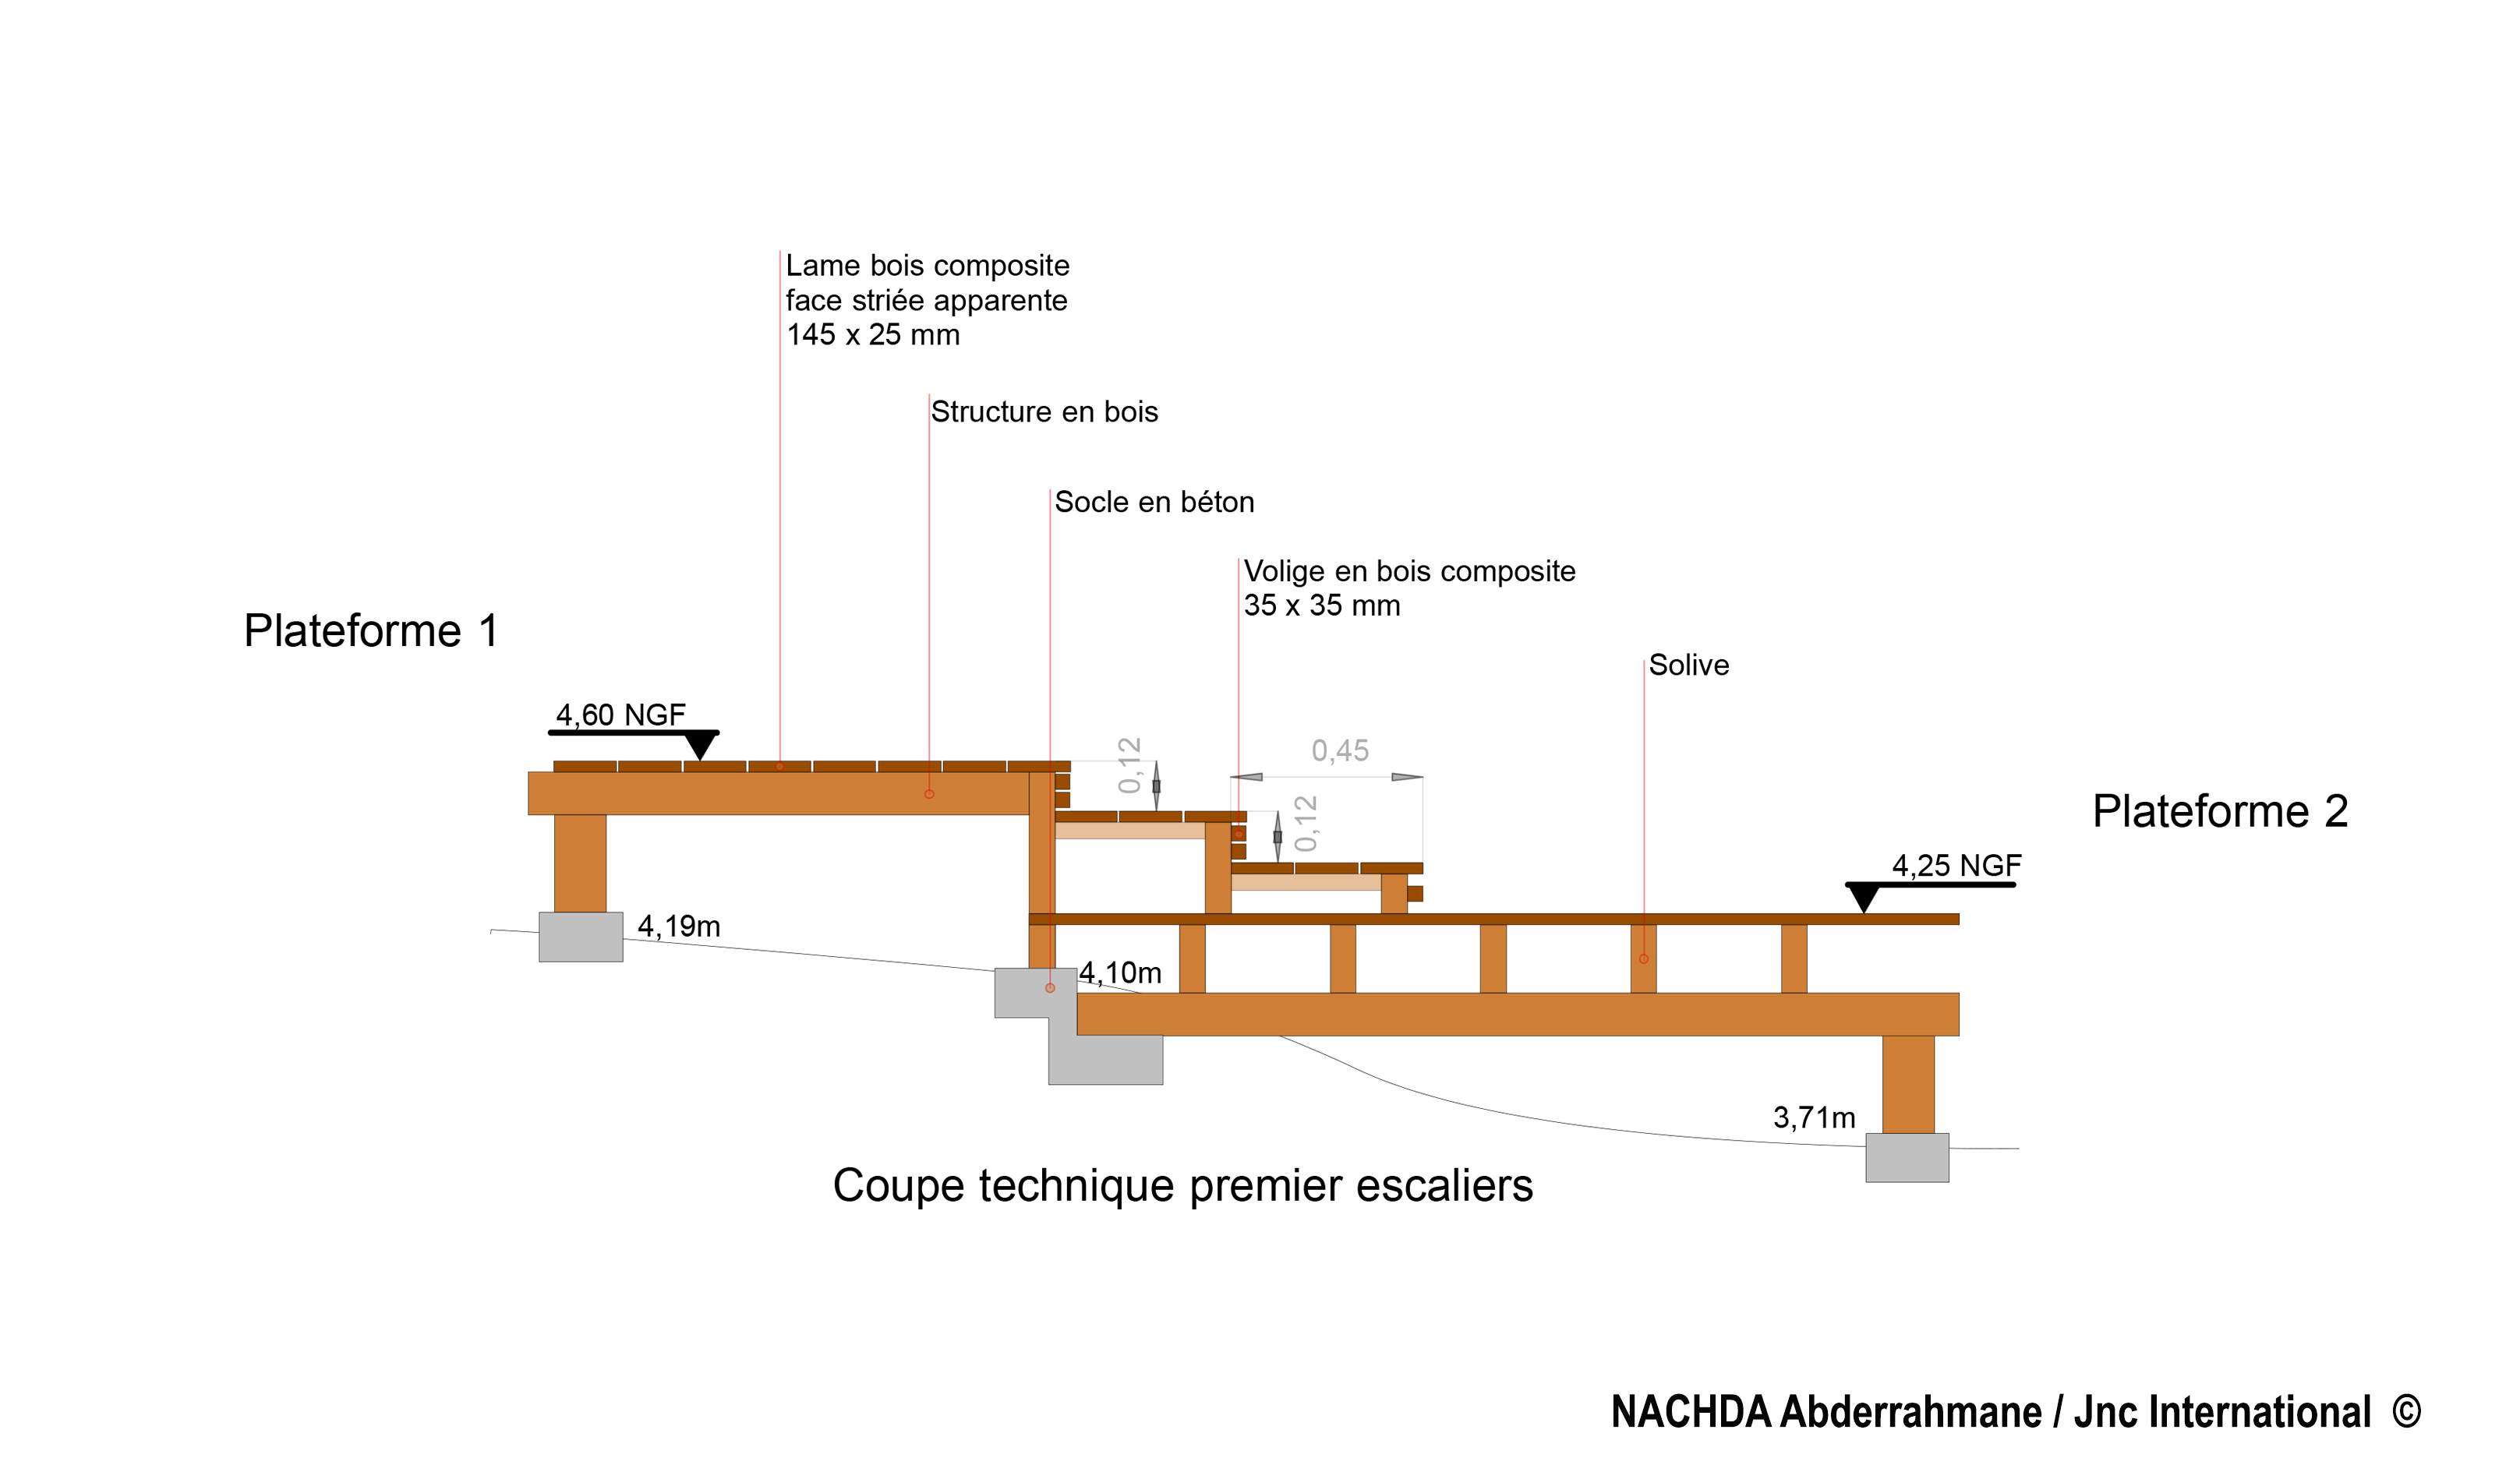 Lame bois composite
face striée apparente
145 x 25 mm
Structure en bois
Socle en béton
Volige en bois composite
35 x 35 mm
Plateforme 1
Solive
4,60 NGF
0,12
0,45
0,12
Plateforme 2
4,25 NGF
4,19m
4,10m
3,71m
Coupe technique premier escaliers
NACHDA Abderrahmane / Jnc International ©